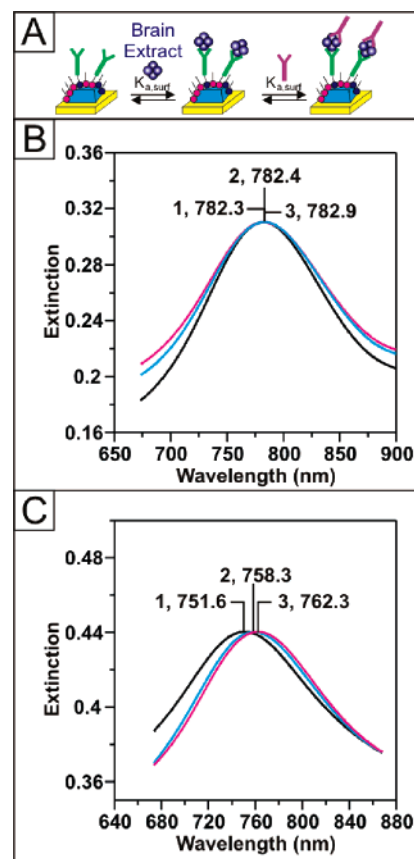 A
Brain
Extract
Ka,surf
Ka,surf
B
0.36
2, 782.4
1, 782.3
3, 782.9
0.32
0.28
Extinction
0.24
0.2
0.16
650 700 750 800 850 900
Wavelength (nm)
C
0.48
2, 758.3
1, 751.6
3, 762.3
0.44
Extinction
0.4
0.36
640 680 720 760 800 840 880
Wavelength (nm)